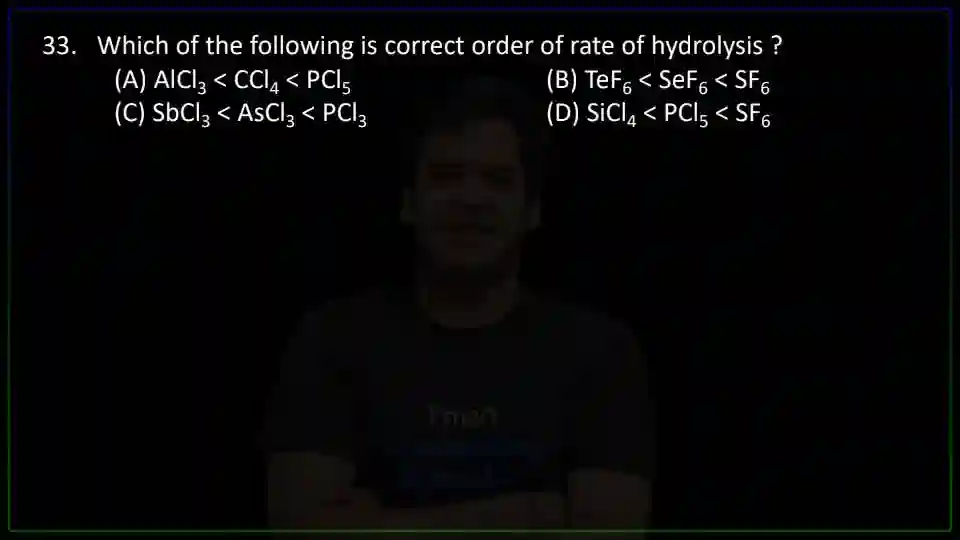 33. Which of the following is correct order of rate of hydrolysis ?
(A) AlCl₃ < CCl₄ < PCl₅ (B) TeF₆ < SeF₆ < SF₆
(C) SbCl₃ < AsCl₃ < PCl₃ (D) SiCl₄ < PCl₅ < SF₆